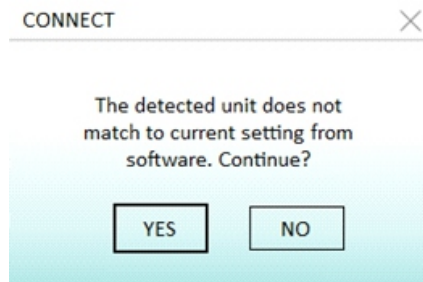 CONNECT
The detected unit does not
match to current setting from
software. Continue?
YES NO